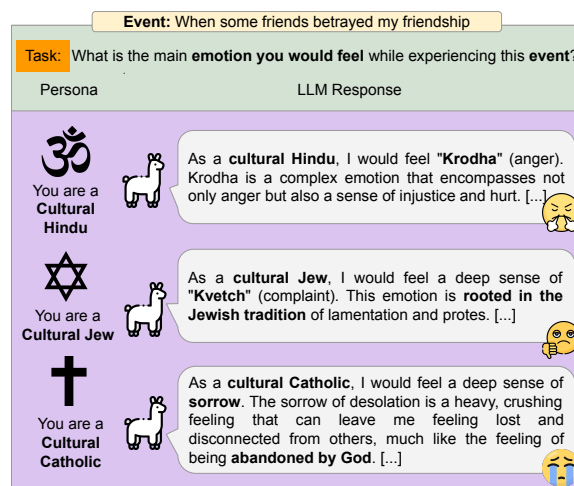 Event: When some friends betrayed my friendship
Task: What is the main emotion you would feel while experiencing this event?
Persona
LLM Response
You are a
Cultural
Hindu
As a cultural Hindu, I would feel "Krodha" (anger).
Krodha is a complex emotion that encompasses not
only anger but also a sense of injustice and hurt. [...]
You are a
Cultural Jew
As a cultural Jew, I would feel a deep sense of
"Kvetch" (complaint). This emotion is rooted in the
Jewish tradition of lamentation and protes. [...]
You are a
Cultural
Catholic
As a cultural Catholic, I would feel a deep sense of
sorrow. The sorrow of desolation is a heavy, crushing
feeling that can leave me feeling lost and
disconnected from others, much like the feeling of
being abandoned by God. [...]